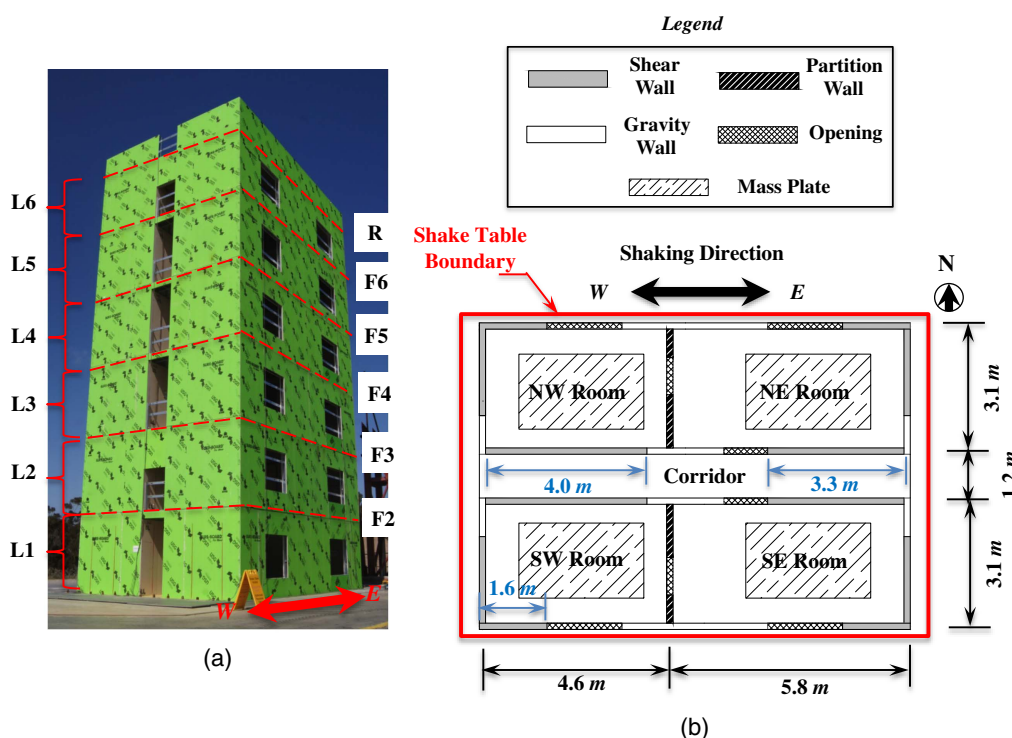 Legend
Shear
Wall
Partition
Wall
Gravity
Wall
Opening
Mass Plate
L6
L5
L4
L3
L2
L1
R
F6
F5
F4
F3
F2
W
E
(a)
Shake Table
Boundary
Shaking Direction
W
E
N
NW Room
NE Room
3.1 m
4.0 m
Corridor
3.3 m
1.2 m
SW Room
SE Room
1.6 m
3.1 m
4.6 m
5.8 m
(b)